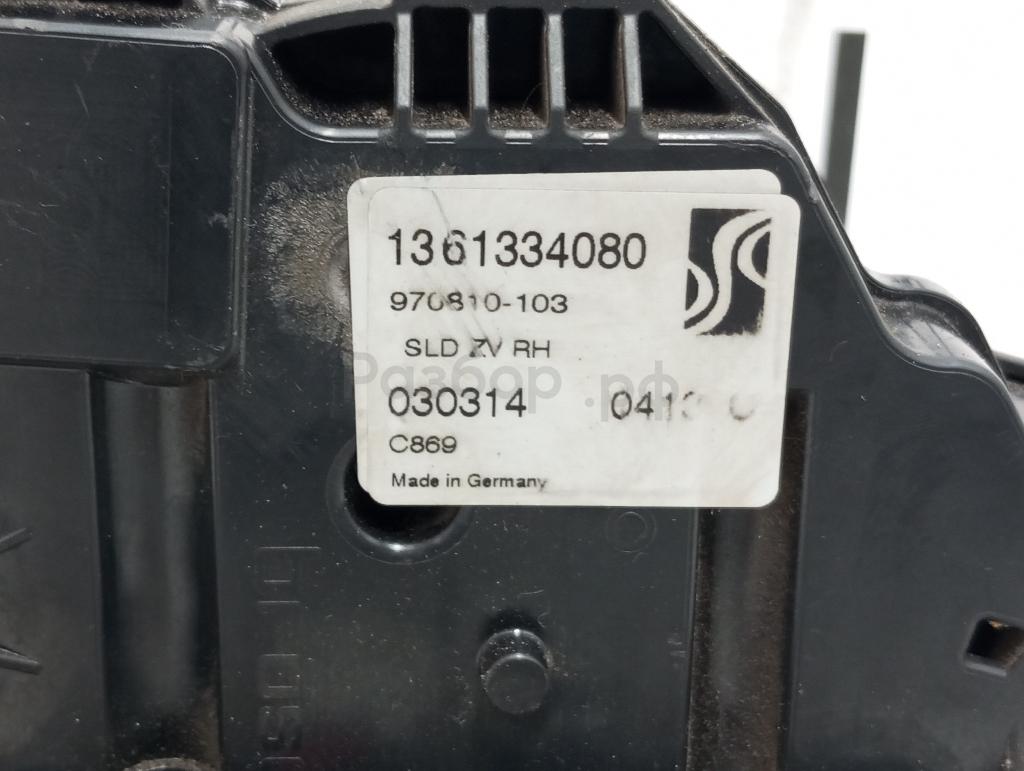 1361334080
970810-103
SLD ZV RH
Разбор.рф
030314
C869
Made in Germany